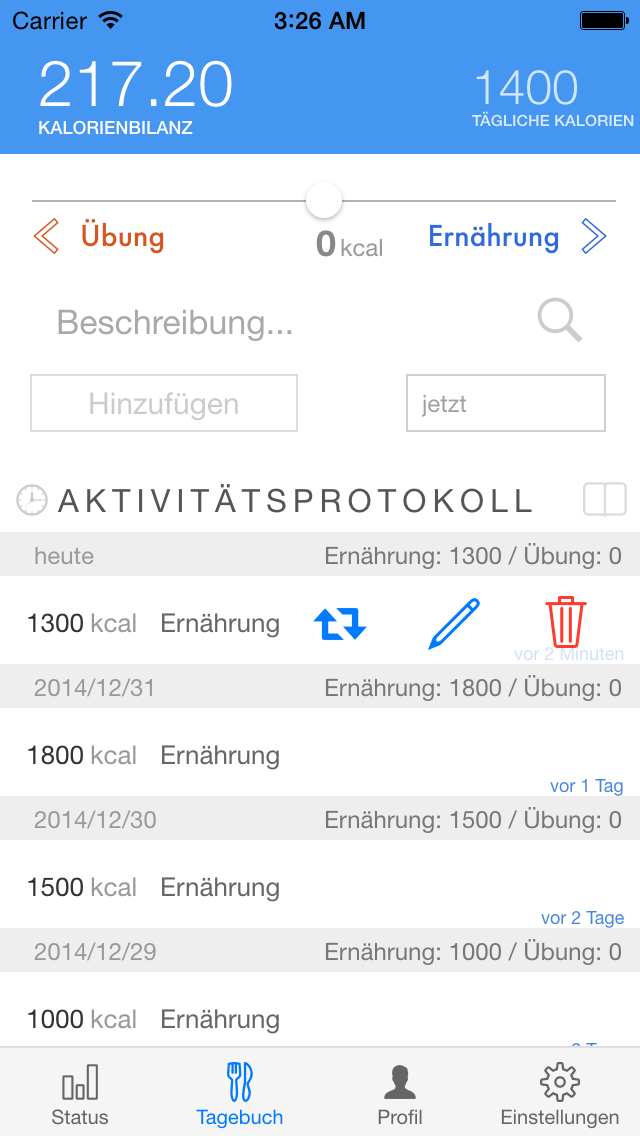 Carrier 3:26 AM
217.20 1400
KALORIENBILANZ TÄGLICHE KALORIEN
Übung 0 kcal Ernährung
Beschreibung...
Hinzufügen jetzt
AKTIVITÄTSPROTOKOLL
heute Ernährung: 1300 / Übung: 0
1300 kcal Ernährung
vor 2 Minuten
2014/12/31 Ernährung: 1800 / Übung: 0
1800 kcal Ernährung
vor 1 Tag
2014/12/30 Ernährung: 1500 / Übung: 0
1500 kcal Ernährung
vor 2 Tage
2014/12/29 Ernährung: 1000 / Übung: 0
1000 kcal Ernährung
Status Tagebuch Profil Einstellungen